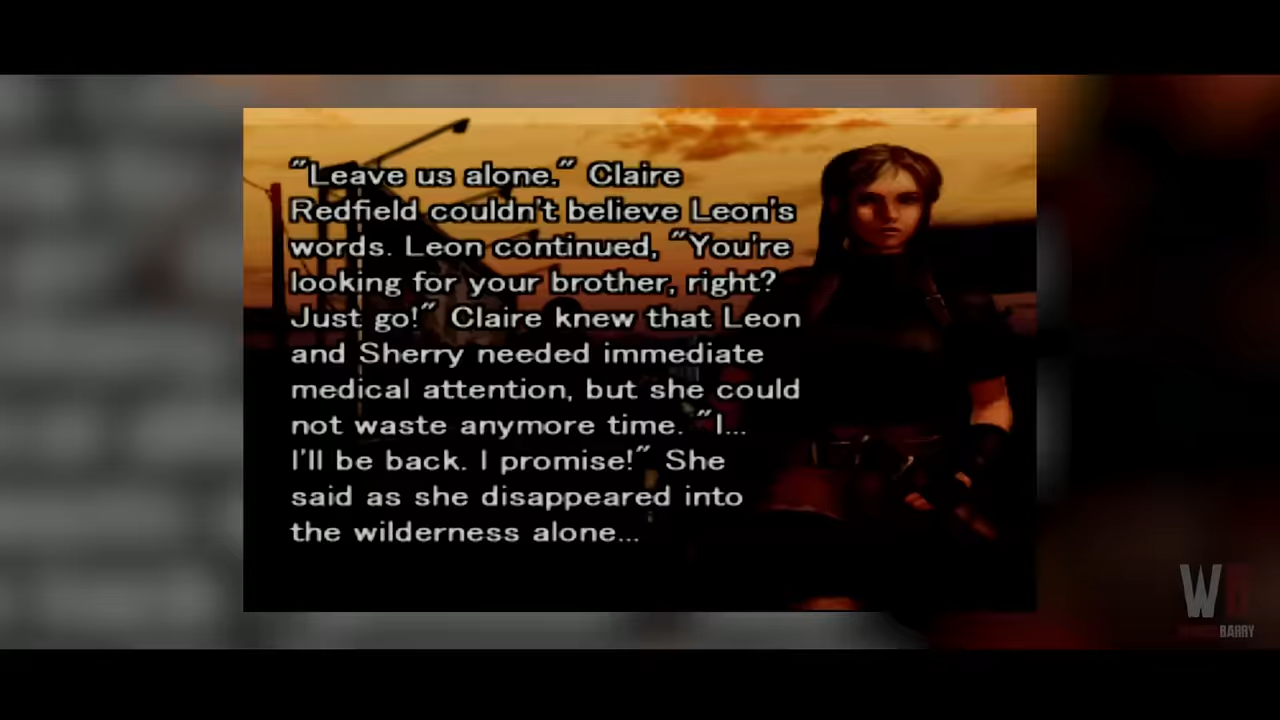 "Leave us alone." Claire
Redfield couldn't believe Leon's
words. Leon continued, "You're
looking for your brother, right?
Just go!" Claire knew that Leon
and Sherry needed immediate
medical attention, but she could
not waste anymore time. "I...
I'll be back. I promise!" She
said as she disappeared into
the wilderness alone...
W
BARRY